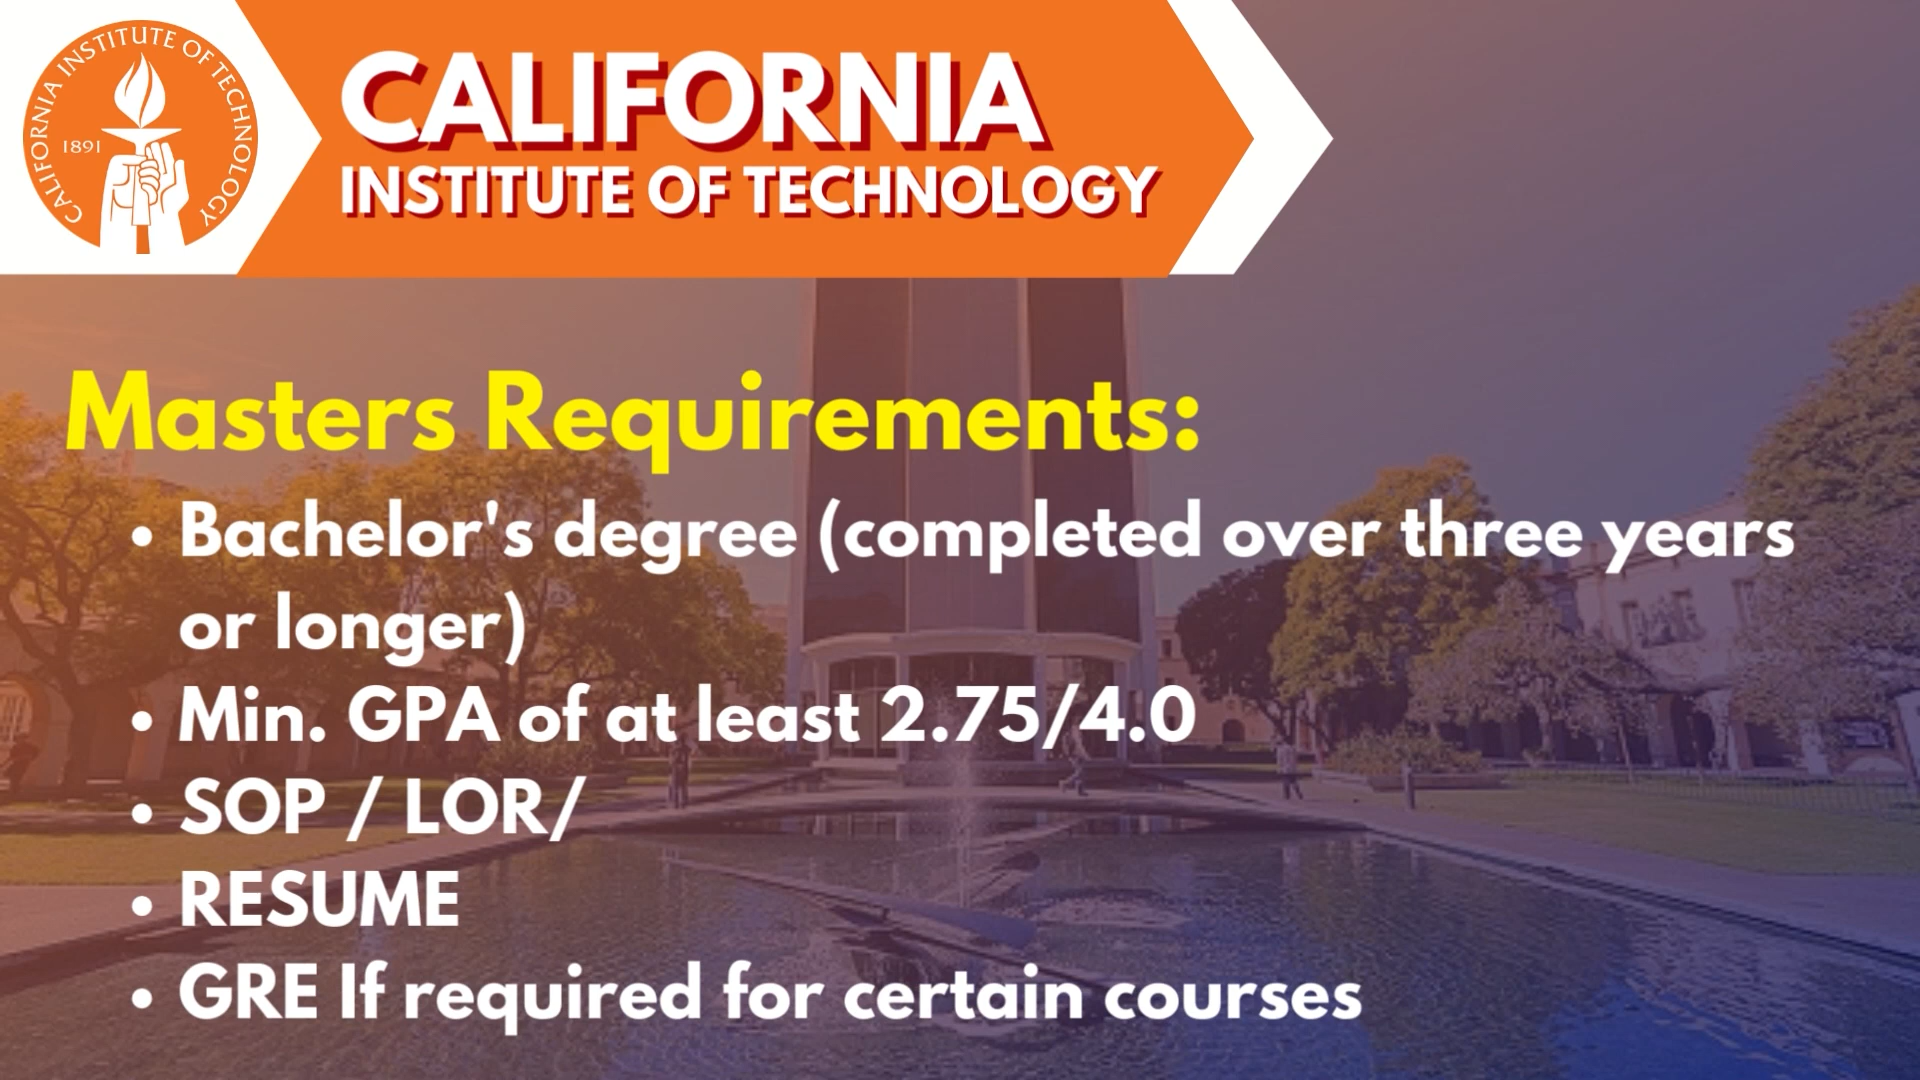 CALIFORNIA INSTITUTE OF TECHNOLOGY
1891
CALIFORNIA
INSTITUTE OF TECHNOLOGY
Masters Requirements:
• Bachelor's degree (completed over three years
or longer)
• Min. GPA of at least 2.75/4.0
• SOP / LOR/
• RESUME
• GRE If required for certain courses